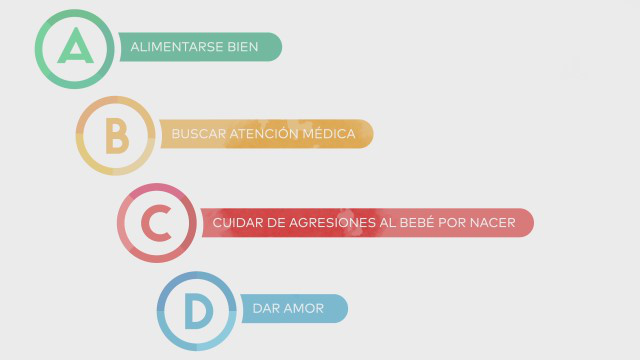 A
ALIMENTARSE BIEN
B
BUSCAR ATENCIÓN MÉDICA
C
CUIDAR DE AGRESIONES AL BEBÉ POR NACER
D
DAR AMOR